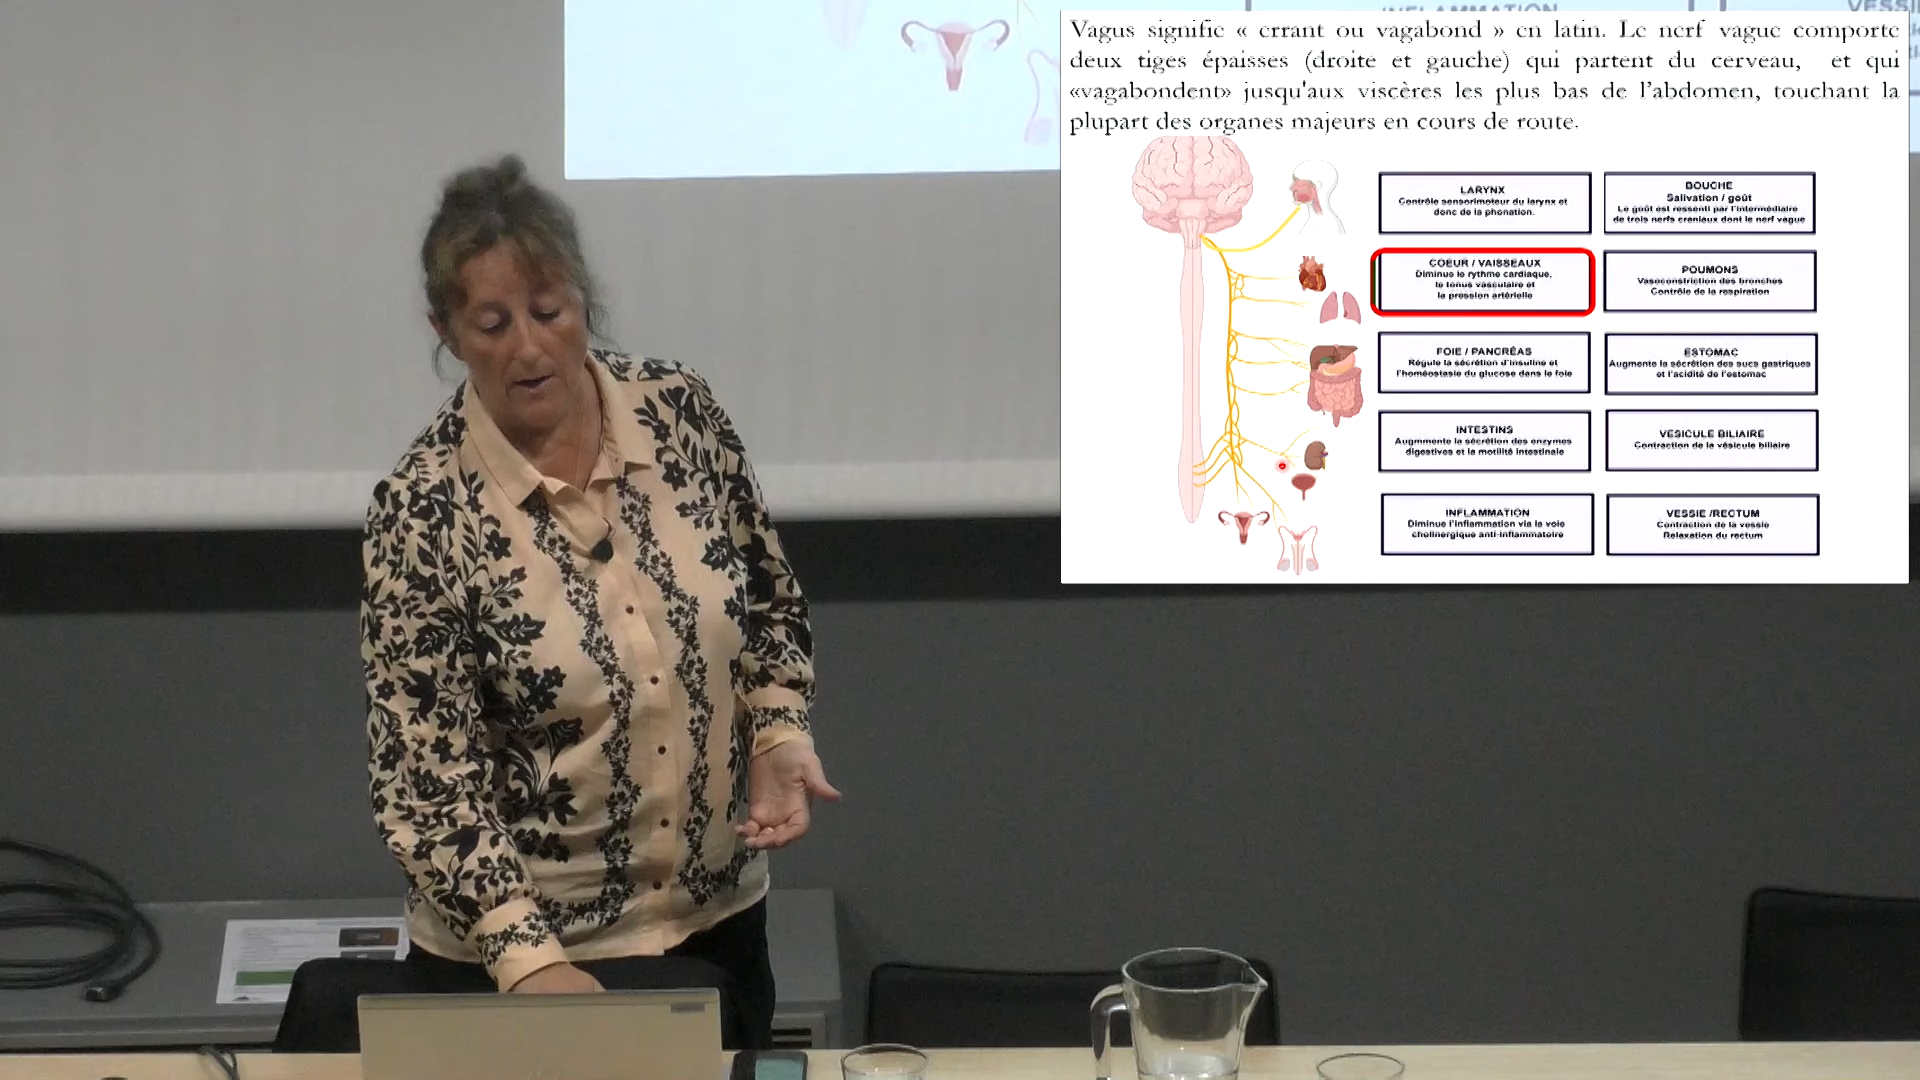 INFLAMMATION
Vagus signifie « errant ou vagabond » en latin. Le nerf vague comporte
deux tiges épaisses (droite et gauche) qui partent du cerveau, et qui
«vagabondent» jusqu'aux viscères les plus bas de l'abdomen, touchant la
plupart des organes majeurs en cours de route.
LARYNX
Contrôle sensorimoteur du larynx et
donc de la phonation.
BOUCHE
Salivation / goût
Le goût est ressenti par l'intermédiaire
de trois nerfs craniens dont le nerf vague
COEUR / VAISSEAUX
Diminue le rythme cardiaque,
le tonus vasculaire et
la pression artérielle
POUMONS
Vasoconstriction des bronches
Contrôle de la respiration
FOIE / PANCRÉAS
Régule la sécrétion d'insuline et
l'homéostasie du glucose dans le foie
ESTOMAC
Augmente la sécrétion des sucs gastriques
et l'acidité de l'estomac
INTESTINS
Augmmente la sécrétion des enzymes
digestives et la motilité intestinale
VESICULE BILIAIRE
Contraction de la vésicule biliaire
INFLAMMATION
Diminue l'inflammation via la voie
cholinergique anti-inflammatoire
VESSIE /RECTUM
Contraction de la vessie
Relaxation du rectum